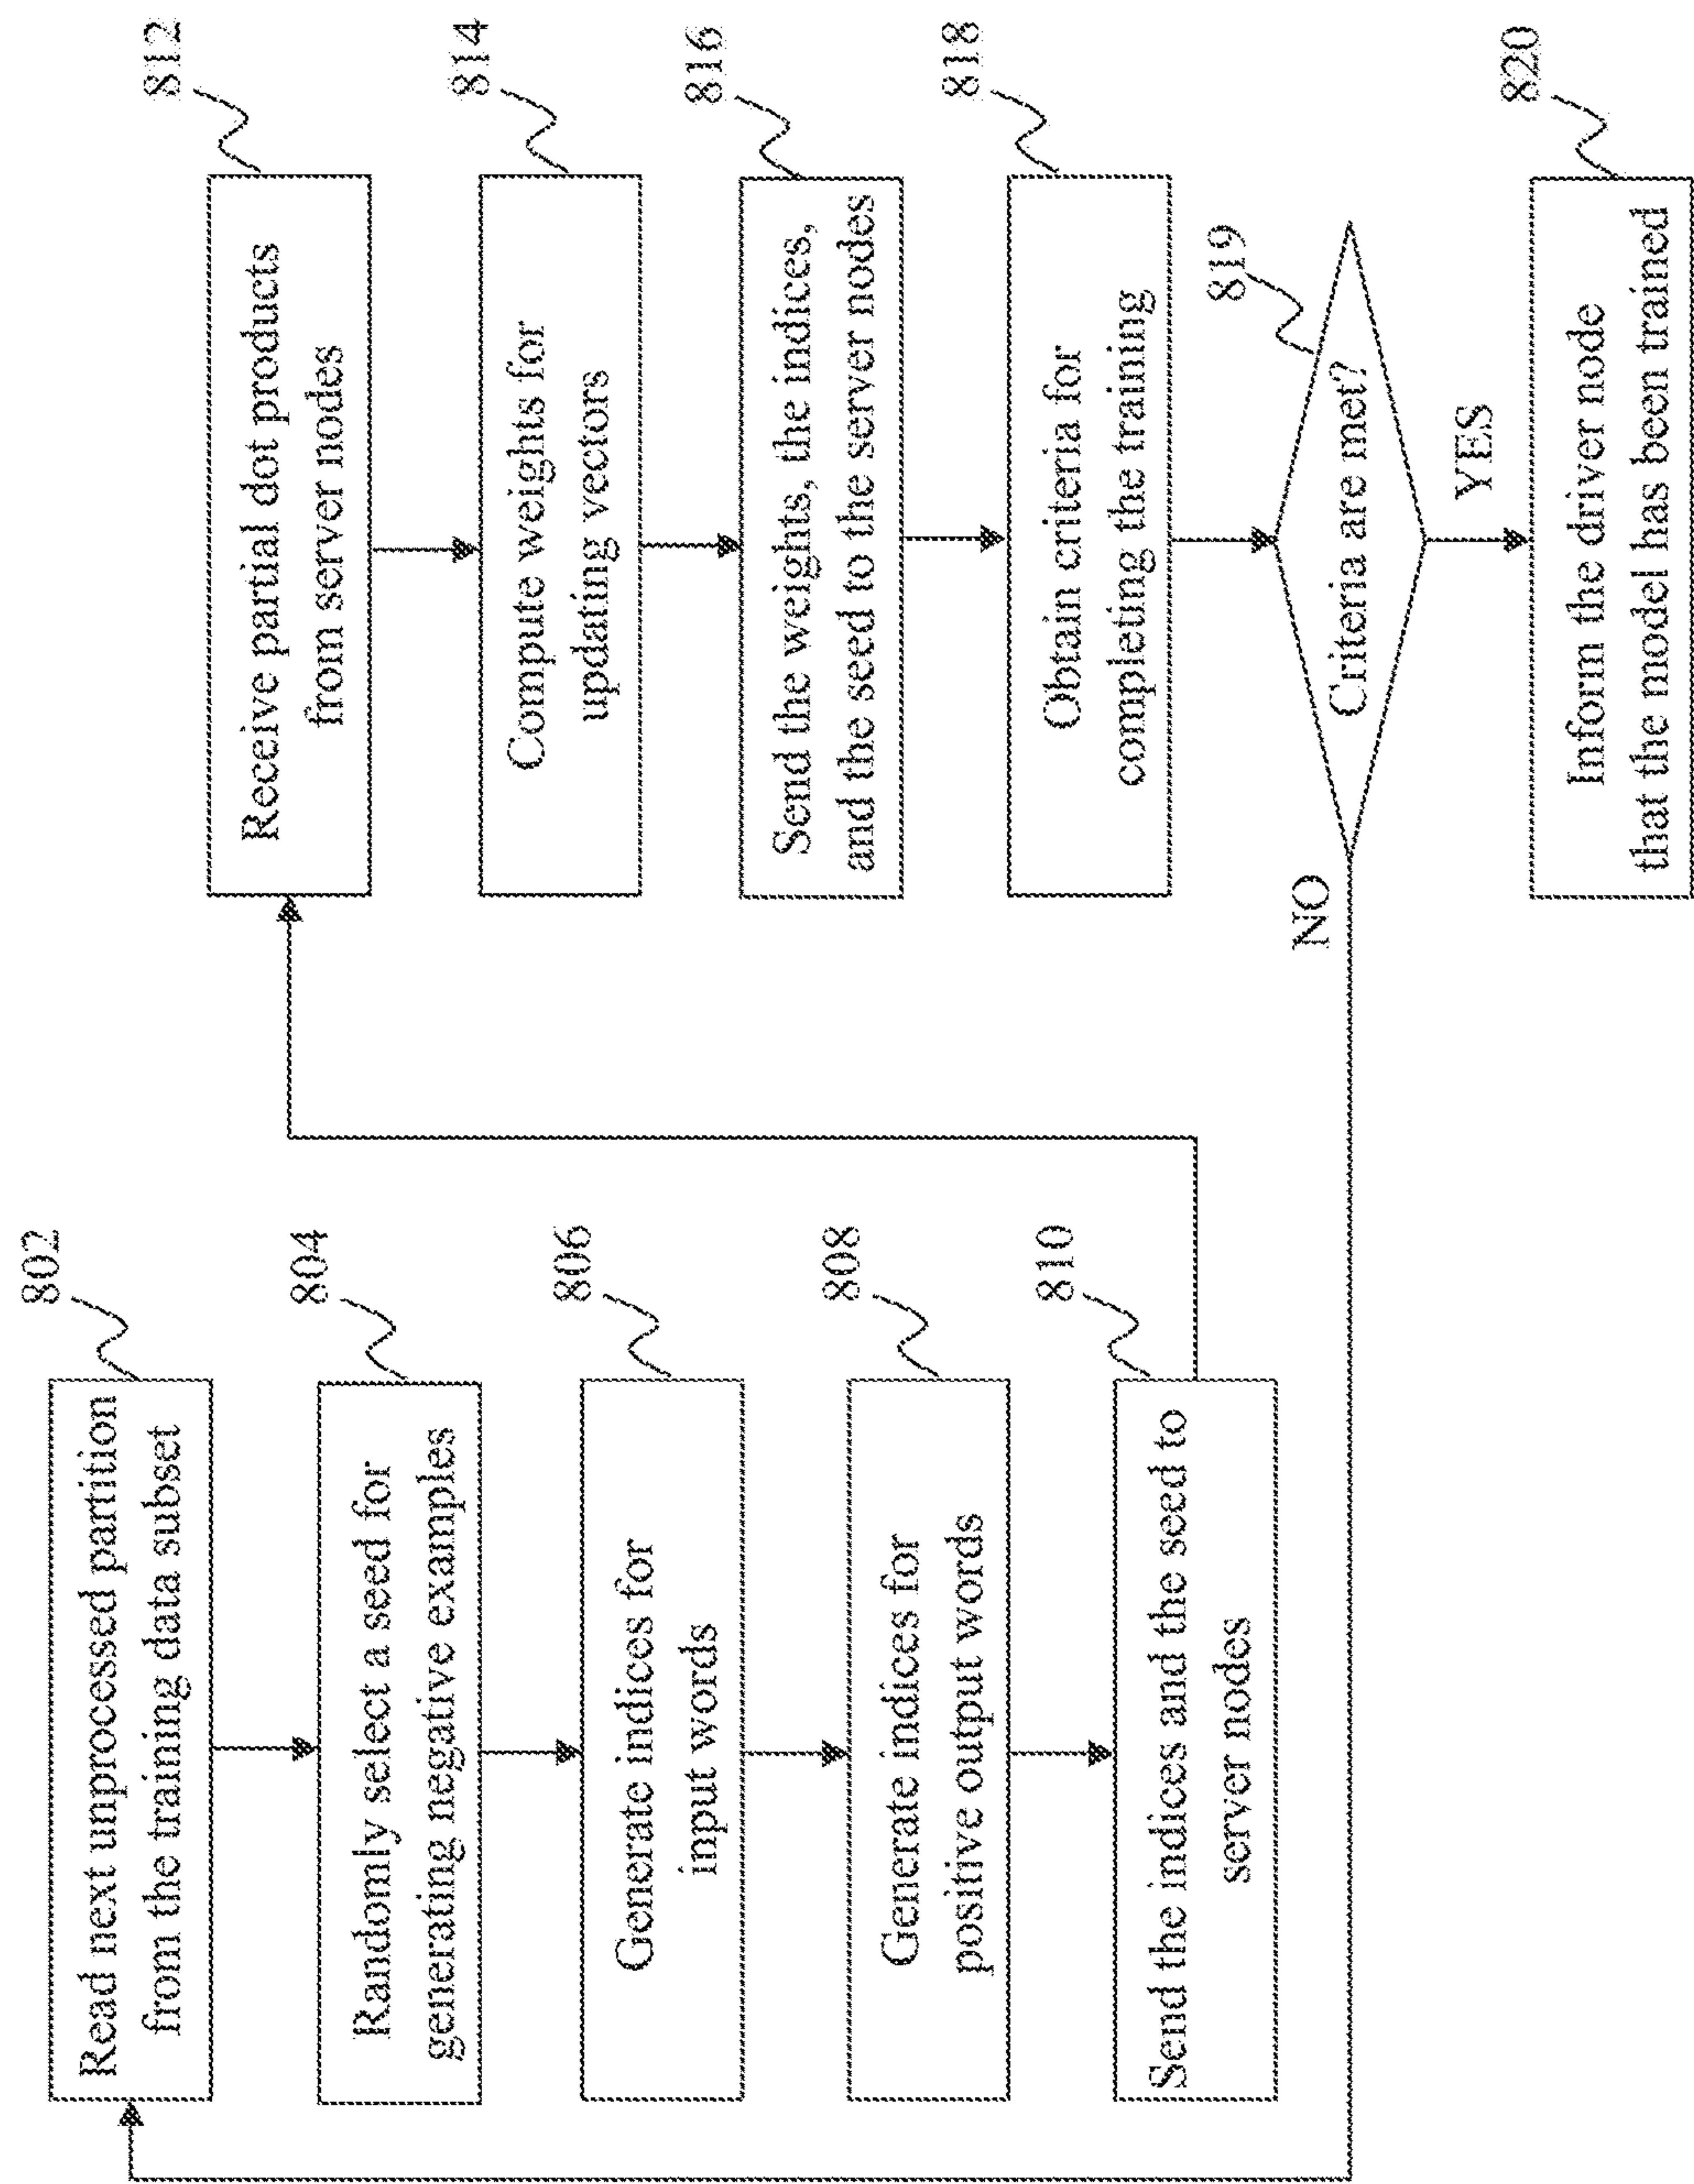 802
Read next unprocessed partition
from the training data subset
804
Randomly select a seed for
generating negative examples
806
Generate indices for
input words
808
Generate indices for
positive output words
810
Send the indices and the seed to
server nodes
812
Receive partial dot products
from server nodes
814
Compute weights for
updating vectors
816
Send the weights, the indices,
and the seed to the server nodes
818
Obtain criteria for
completing the training
819
Criteria are met?
NO
YES
820
Inform the driver node
that the model has been trained